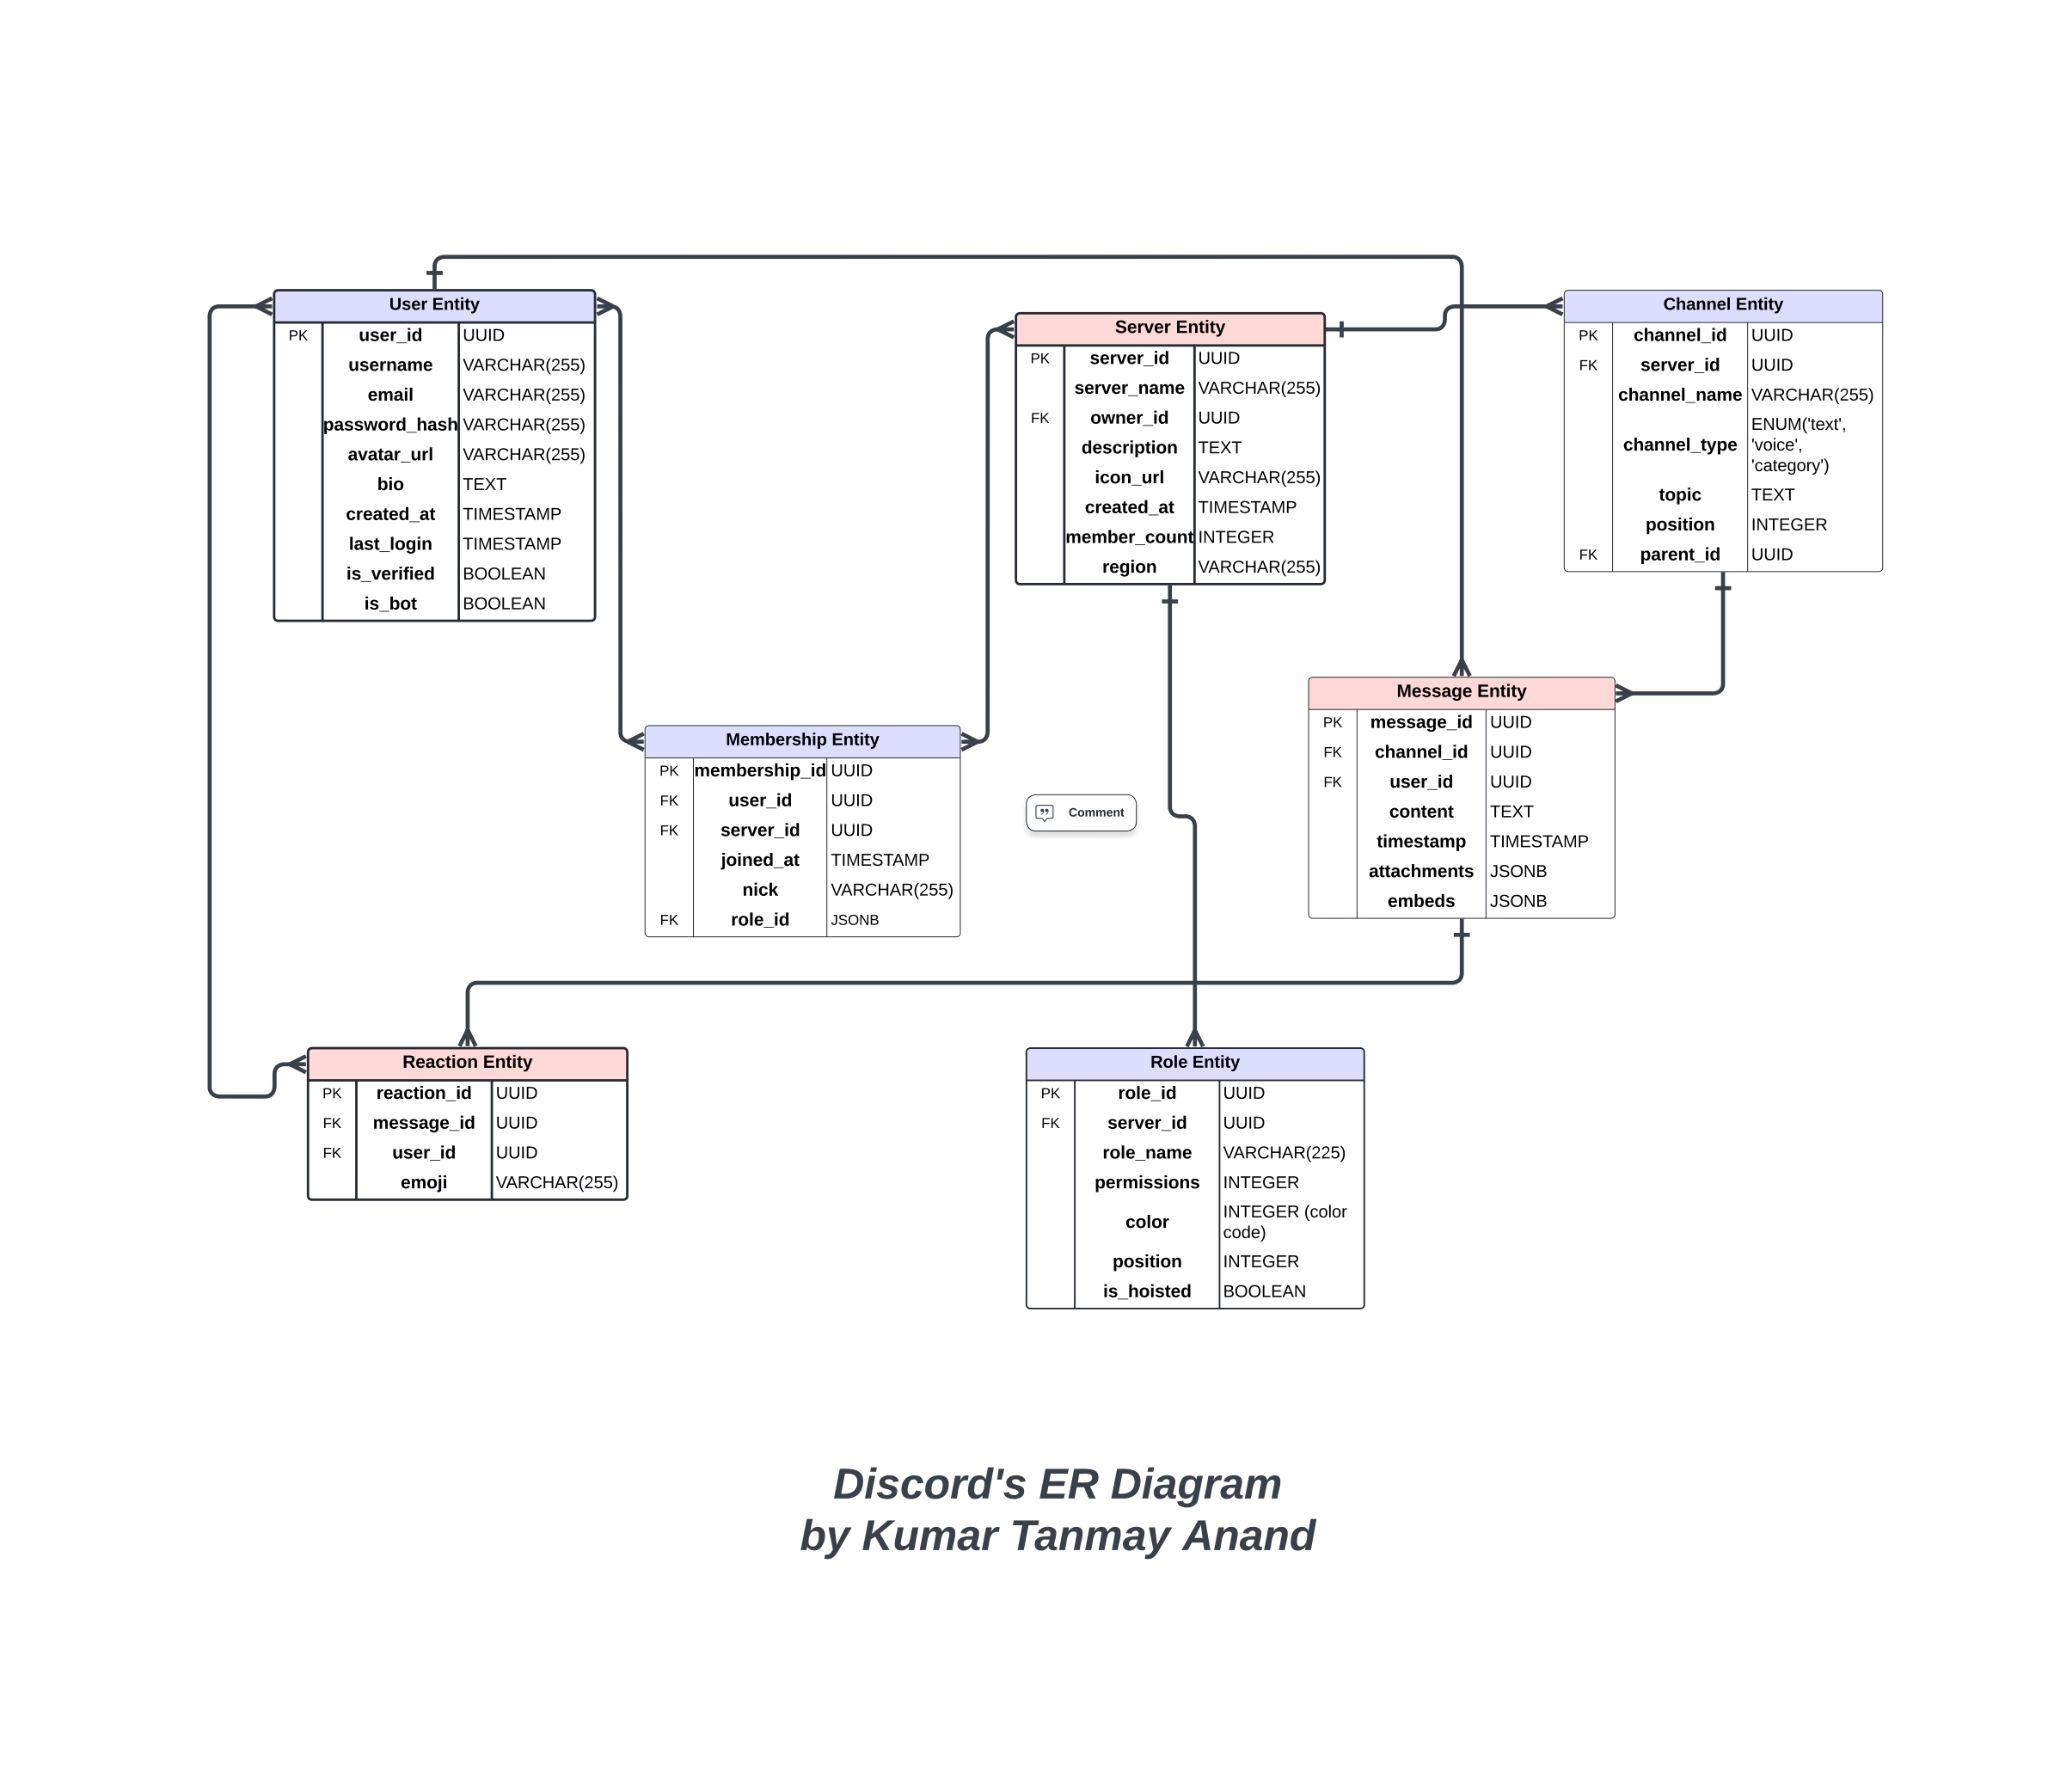 User Entity
PK user_id UUID
username VARCHAR(255)
email VARCHAR(255)
password_hash VARCHAR(255)
avatar_url VARCHAR(255)
bio TEXT
created_at TIMESTAMP
last_login TIMESTAMP
is_verified BOOLEAN
is_bot BOOLEAN
Server Entity
PK server_id UUID
server_name VARCHAR(255)
FK owner_id UUID
description TEXT
icon_url VARCHAR(255)
created_at TIMESTAMP
member_count INTEGER
region VARCHAR(255)
Channel Entity
PK channel_id UUID
FK server_id UUID
channel_name VARCHAR(255)
channel_type ENUM('text',
'voice',
'category')
topic TEXT
position INTEGER
FK parent_id UUID
Membership Entity
PK membership_id UUID
FK user_id UUID
FK server_id UUID
joined_at TIMESTAMP
nick VARCHAR(255)
FK role_id JSONB
Comment
Message Entity
PK message_id UUID
FK channel_id UUID
FK user_id UUID
content TEXT
timestamp TIMESTAMP
attachments JSONB
embeds JSONB
Reaction Entity
PK reaction_id UUID
FK message_id UUID
FK user_id UUID
emoji VARCHAR(255)
Role Entity
PK role_id UUID
FK server_id UUID
role_name VARCHAR(225)
permissions INTEGER
color INTEGER (color
code)
position INTEGER
is_hoisted BOOLEAN
Discord's ER Diagram
by Kumar Tanmay Anand